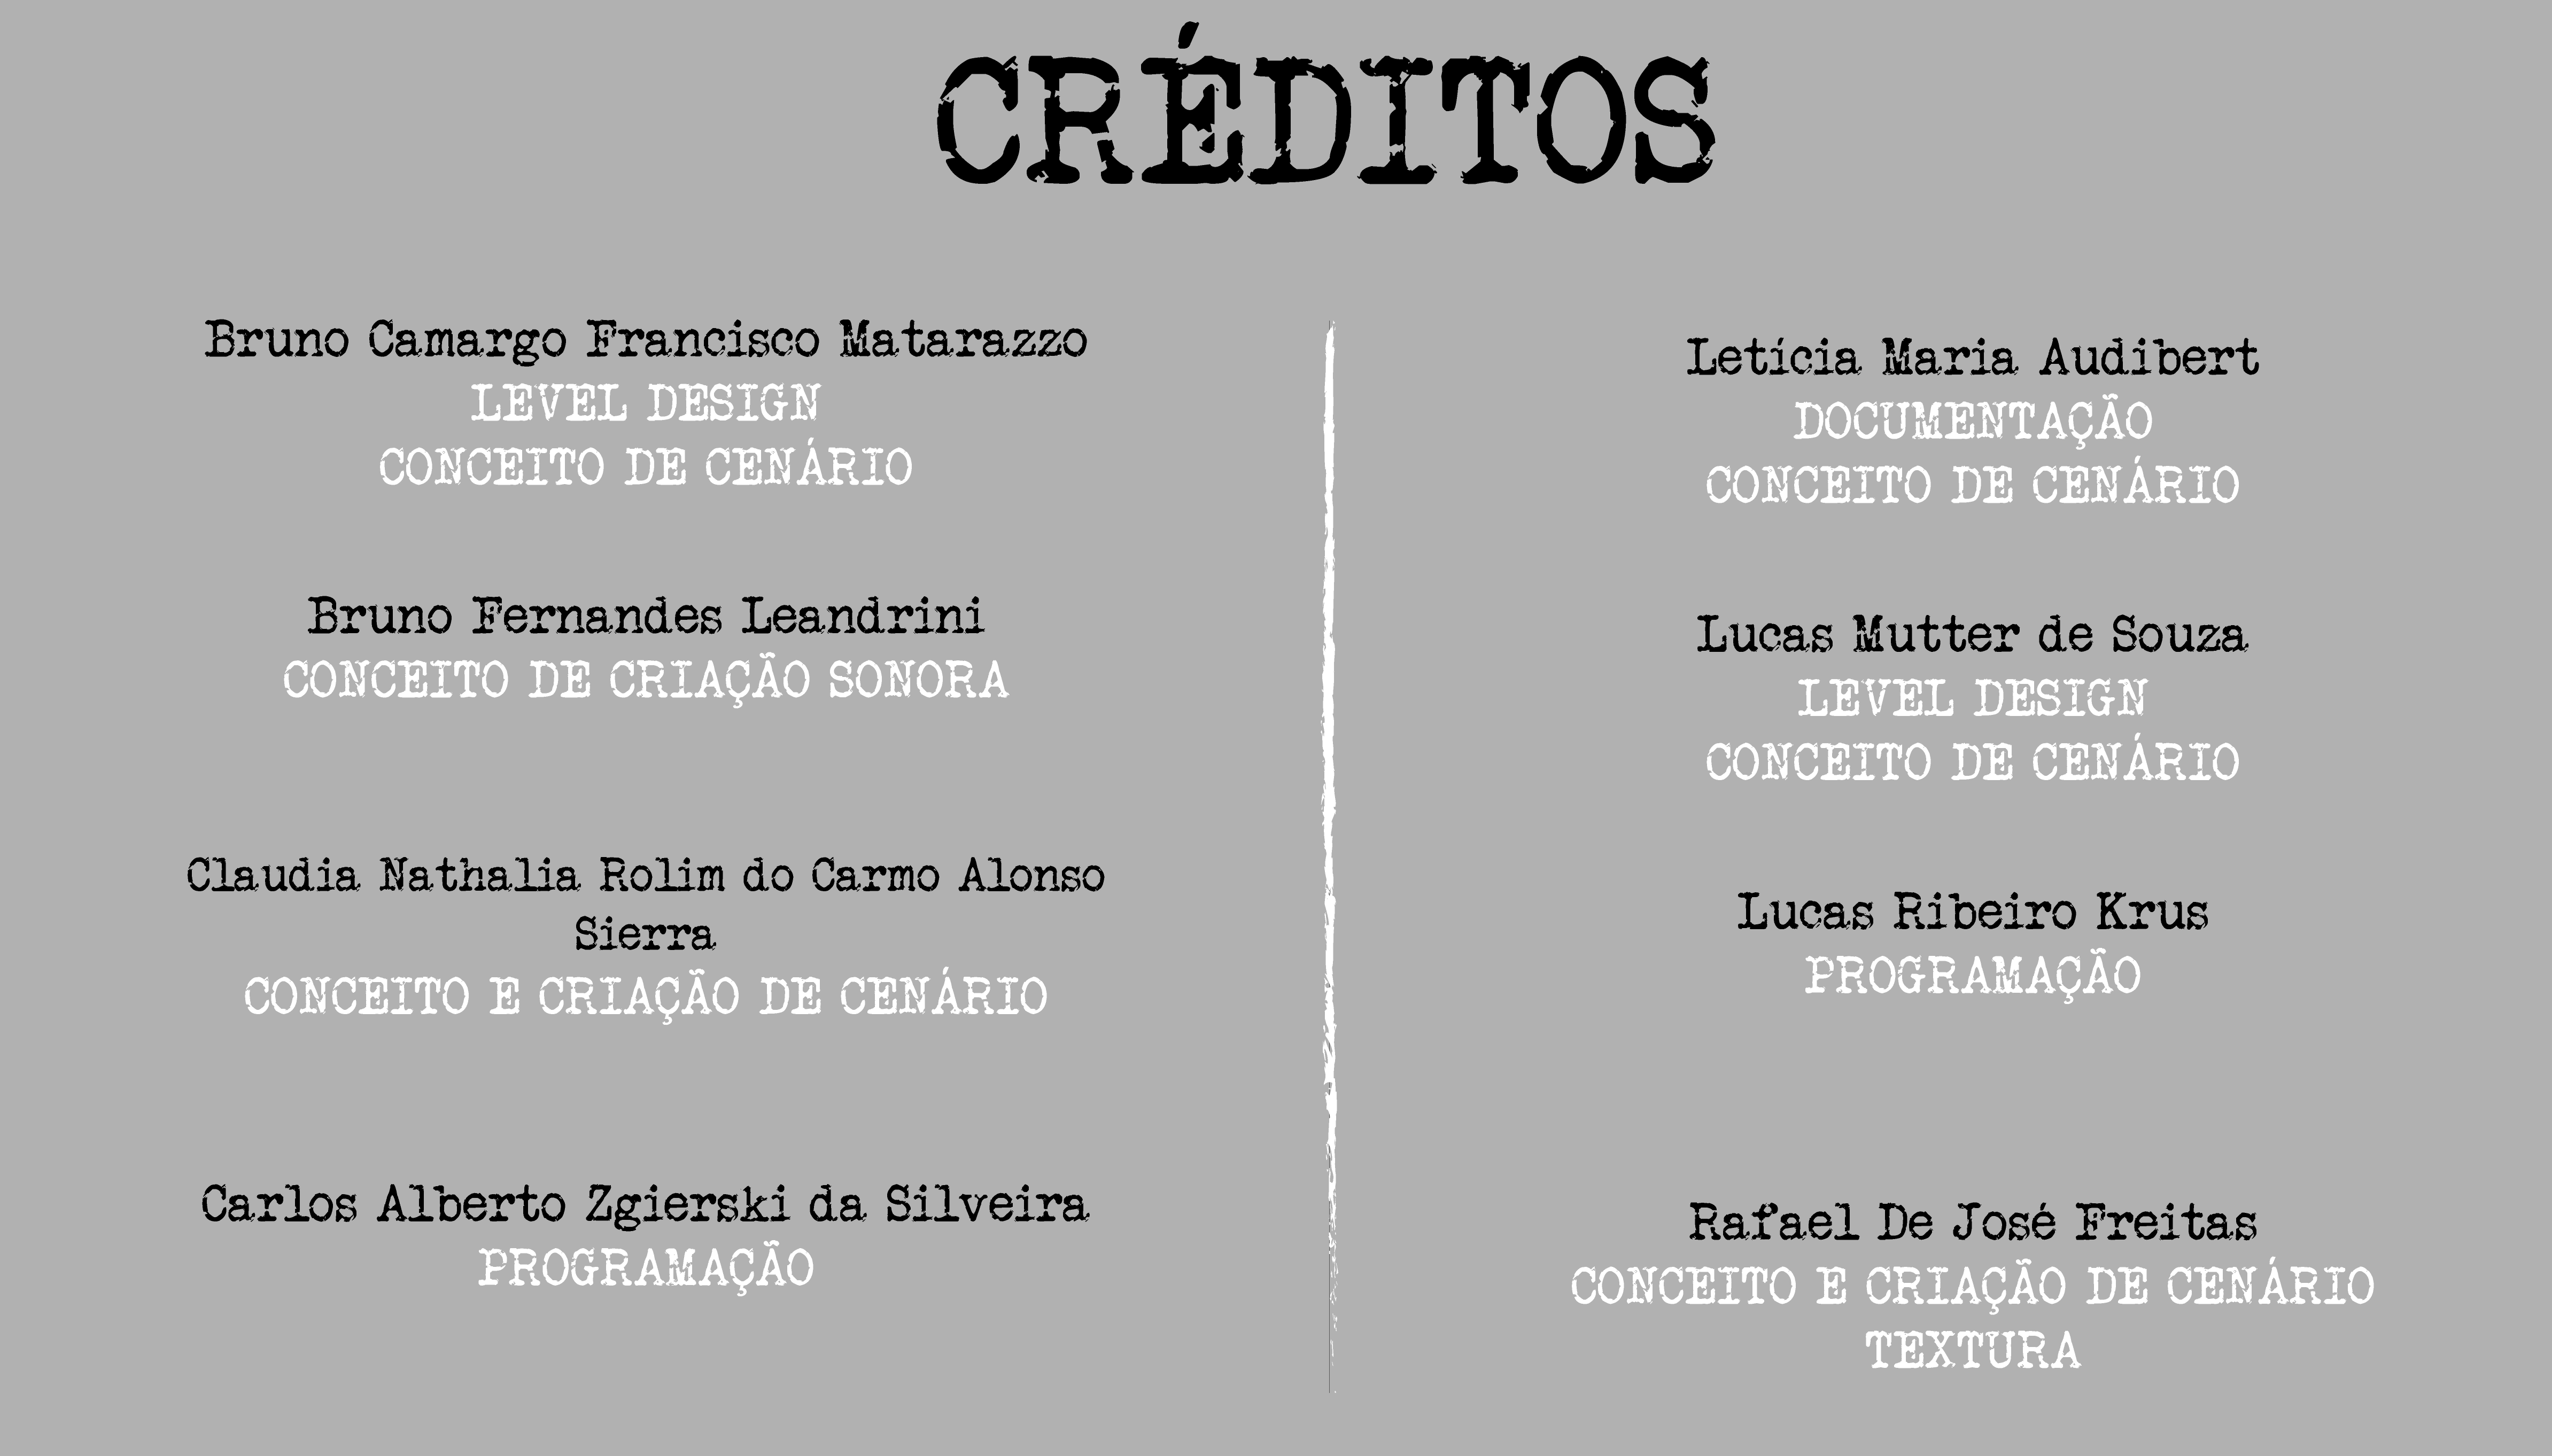 CRÉDITOS
Bruno Camargo Francisco Matarazzo
LEVEL DESIGN
CONCEITO DE CENÁRIO
Bruno Fernandes Leandrini
CONCEITO DE CRIAÇÃO SONORA
Claudia Nathalia Rolim do Carmo Alonso
Sierra
CONCEITO E CRIAÇÃO DE CENÁRIO
Carlos Alberto Zgierski da Silveira
PROGRAMAÇÃO
Letícia Maria Audibert
DOCUMENTAÇÃO
CONCEITO DE CENÁRIO
Lucas Mutter de Souza
LEVEL DESIGN
CONCEITO DE CENÁRIO
Lucas Ribeiro Krus
PROGRAMAÇÃO
Rafael De José Freitas
CONCEITO E CRIAÇÃO DE CENÁRIO
TEXTURA